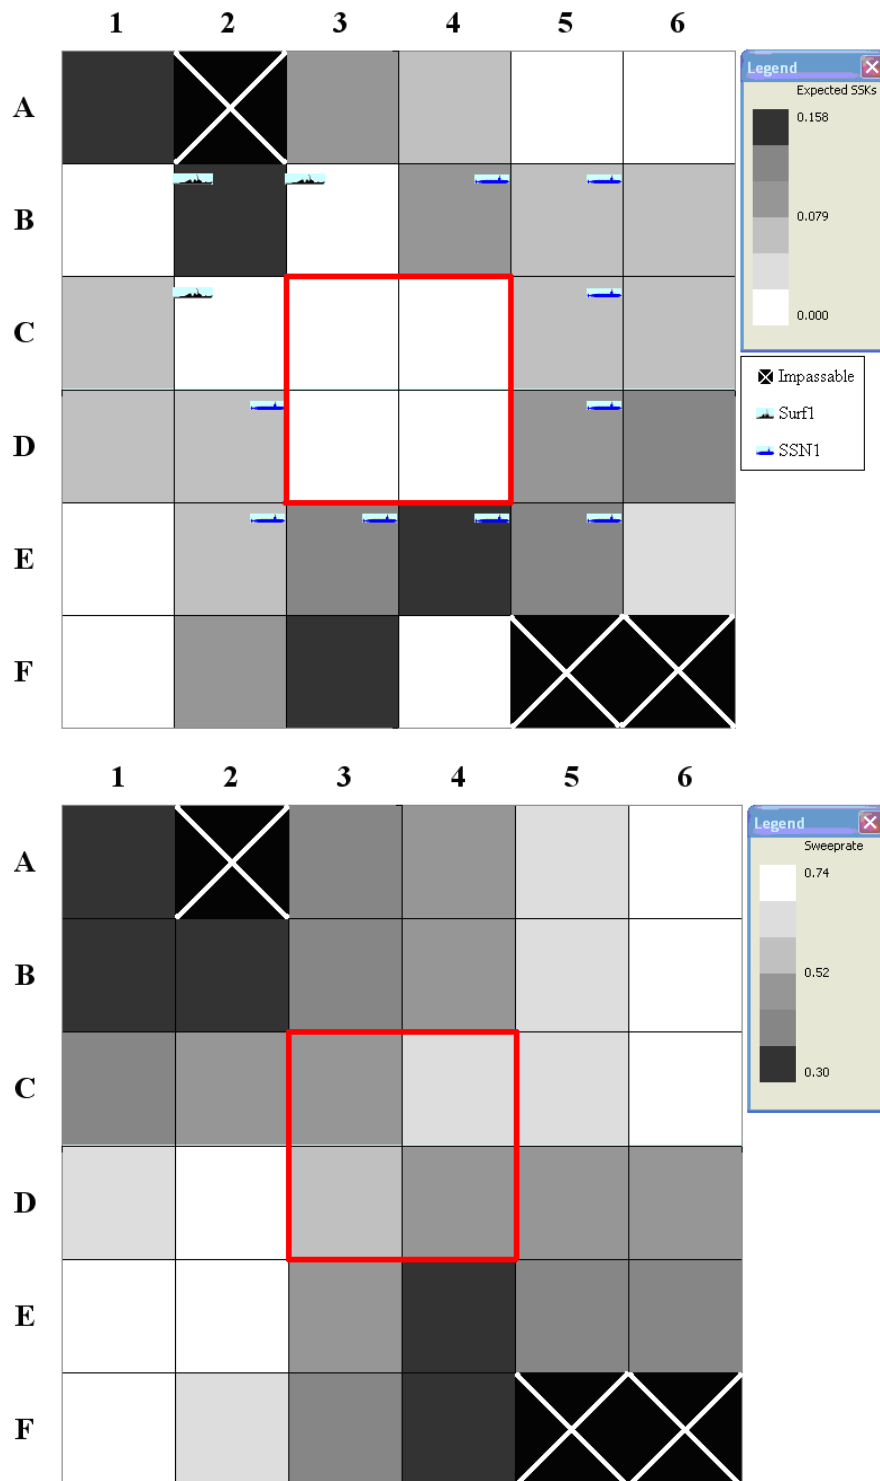 1 2 3 4 5 6
A
B
C
D
E
F
Legend
Expected SSKs
0.158
0.079
0.000
Impassable
Surf1
SSN1
1 2 3 4 5 6
A
B
C
D
E
F
Legend
Sweeprate
0.74
0.52
0.30